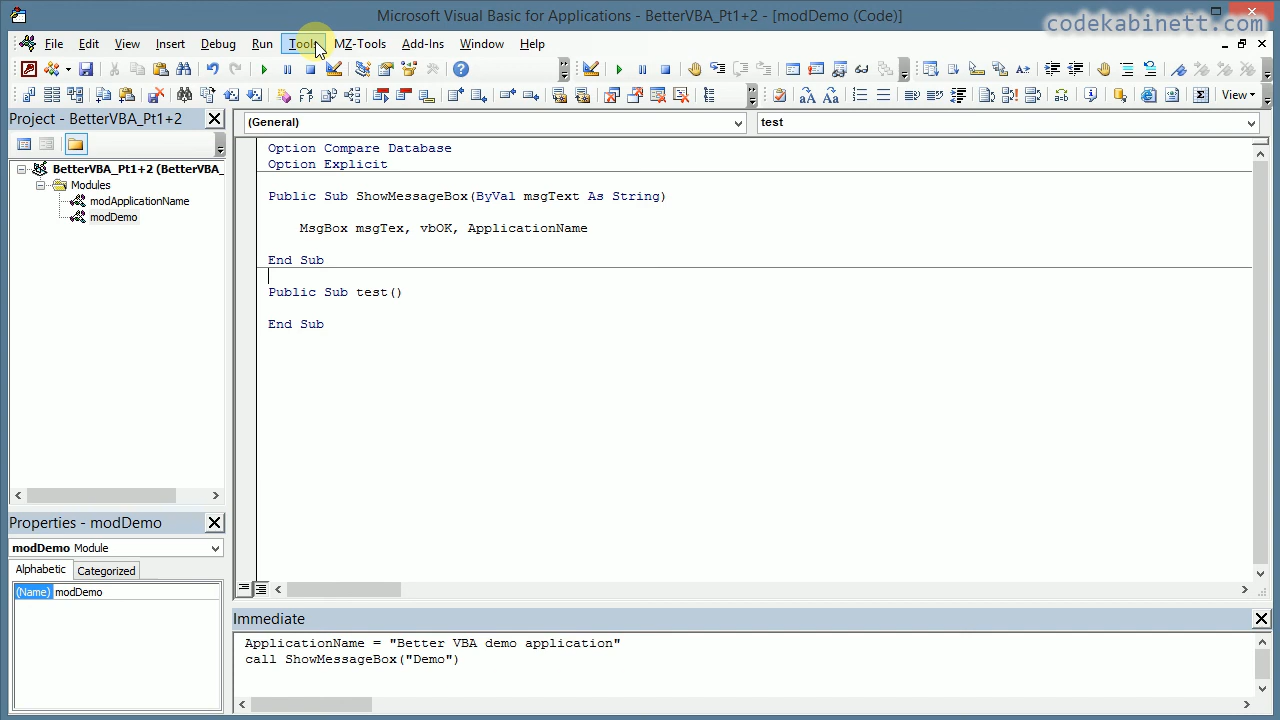 Microsoft Visual Basic for Applications - BetterVBA_Pt1+2 - [modDemo (Code)]
codekabinett.com
File Edit View Insert Debug Run Tools MZ-Tools Add-Ins Window Help
View
Project - BetterVBA_Pt1+2
(General)
test
BetterVBA_Pt1+2 (BetterVBA_
Modules
modApplicationName
modDemo
Option Compare Database
Option Explicit
Public Sub ShowMessageBox(ByVal msgText As String)
MsgBox msgTex, vbOK, ApplicationName
End Sub
Public Sub test()
End Sub
Properties - modDemo
modDemo Module
Alphabetic Categorized
(Name) modDemo
Immediate
ApplicationName = "Better VBA demo application"
call ShowMessageBox("Demo")